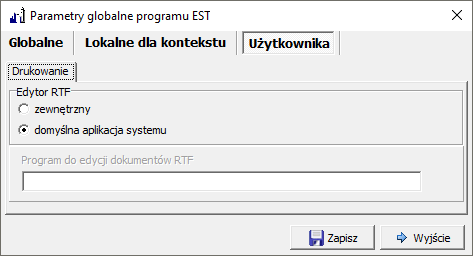 Parametry globalne programu EST
Globalne Lokalne dla kontekstu Użytkownika
Drukowanie
Edytor RTF
zewnętrzny
domyślna aplikacja systemu
Program do edycji dokumentów RTF
Zapisz Wyjście